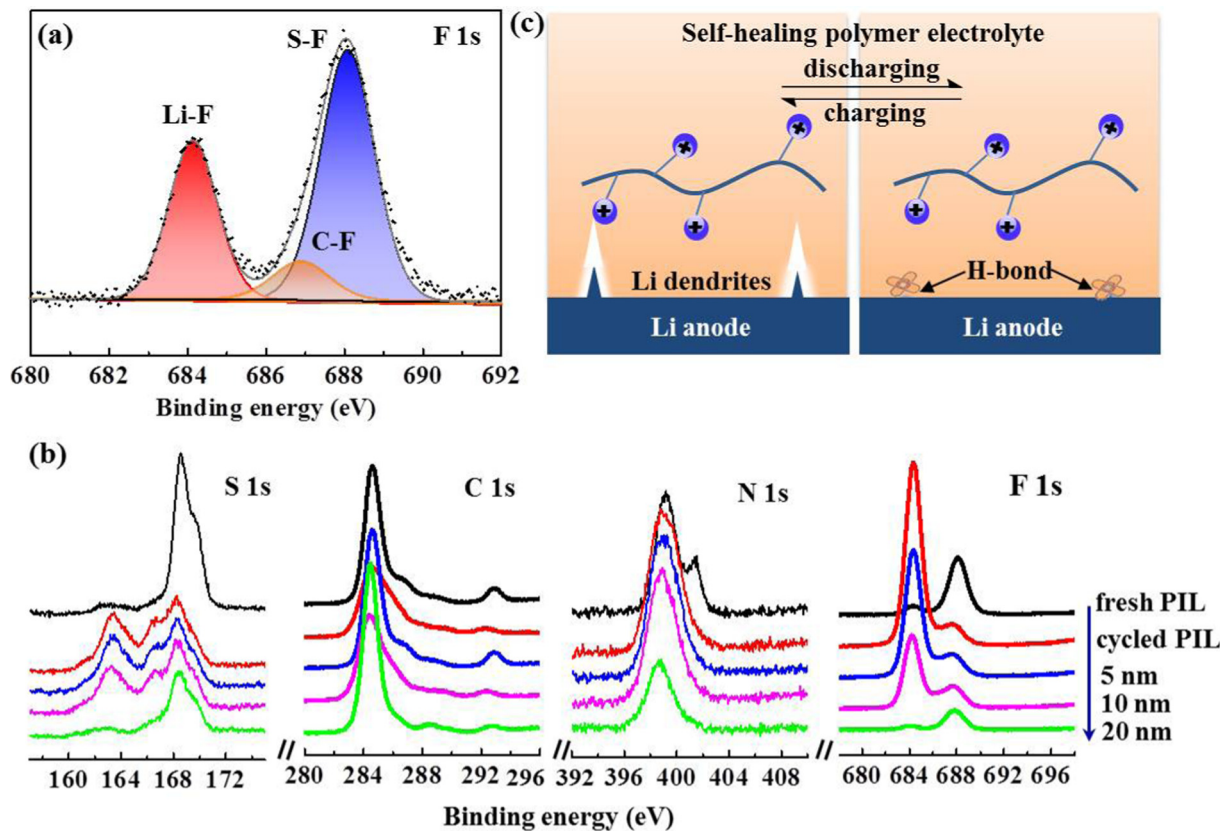 (a)
F 1s
S-F
Li-F
C-F
680 682 684 686 688 690 692
Binding energy (eV)
(c)
Self-healing polymer electrolyte
discharging
charging
+ + + +
+ + + +
Li dendrites
H-bond
Li anode
Li anode
(b)
S 1s
C 1s
N 1s
F 1s
fresh PIL
cycled PIL
5 nm
10 nm
20 nm
160 164 168 172 // 280 284 288 292 296 // 392 396 400 404 408 // 680 684 688 692 696
Binding energy (eV)